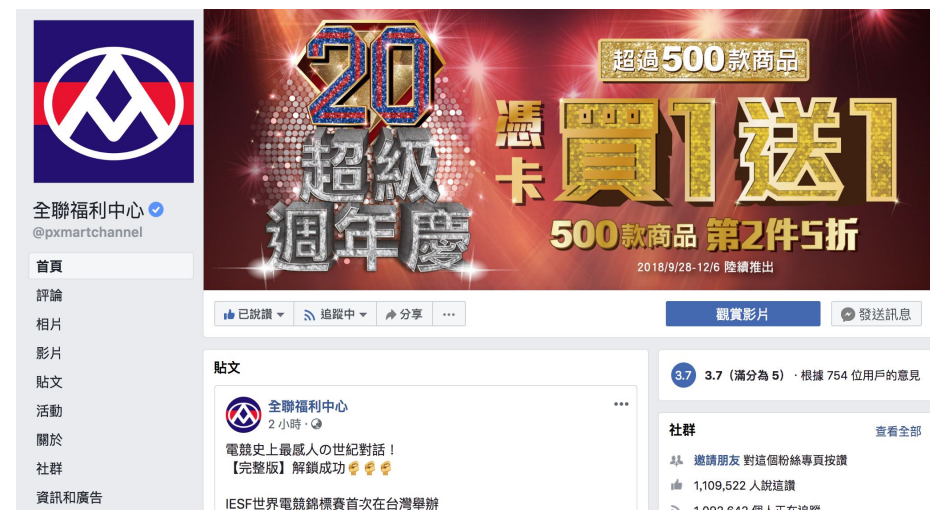 20
超級
週年慶
超過500款商品
憑卡
買1送1
500款商品 第2件5折
2018/9/28-12/6 陸續推出
全聯福利中心
@pxmartchannel
首頁
評論
相片
影片
貼文
活動
關於
社群
資訊和廣告
已說讚
追蹤中
分享
觀賞影片
發送訊息
貼文
全聯福利中心
2 小時
電競史上最感人の世紀對話！
【完整版】解鎖成功
IESF世界電競錦標賽首次在台灣舉辦
3.7
3.7（滿分為 5）· 根據 754 位用戶的意見
社群
查看全部
邀請朋友 對這個粉絲專頁按讚
1,109,522 人說這讚
1,092,642 個人正在追蹤